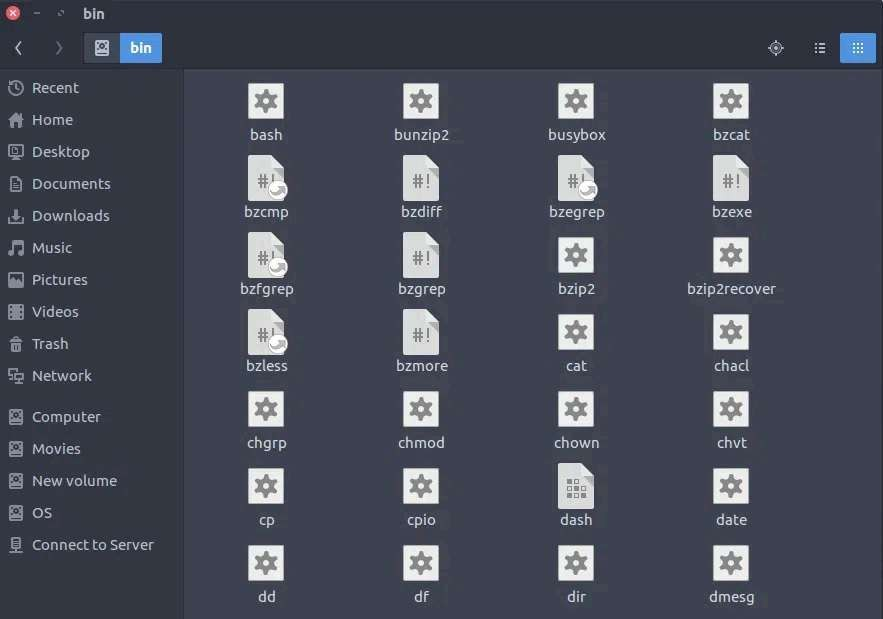 bin
bin
Recent
Home
Desktop
Documents
Downloads
Music
Pictures
Videos
Trash
Network
Computer
Movies
New volume
OS
Connect to Server
bash bunzip2 busybox bzcat
#! #! #! #!
bzcmp bzdiff bzegrep bzexe
#! #!
bzfgrep bzgrep bzip2 bzip2recover
#! #!
bzless bzmore cat chacl
chgrp chmod chown chvt
cp cpio dash date
dd df dir dmesg